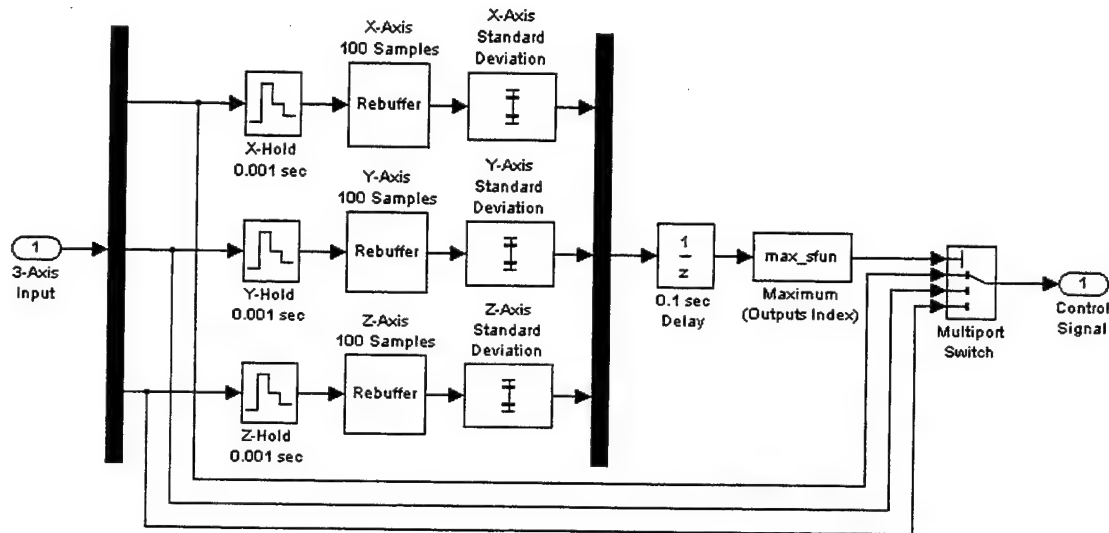 X-Axis
Standard
Deviation
X-Axis
100 Samples
Rebuffer
X-Hold
0.001 sec
Y-Axis
Standard
Deviation
Y-Axis
100 Samples
Rebuffer
Y-Hold
0.001 sec
Z-Axis
Standard
Deviation
Z-Axis
100 Samples
Rebuffer
Z-Hold
0.001 sec
1
3-Axis
Input
1
z
0.1 sec
Delay
max_sfun
Maximum
(Outputs Index)
Multiport
Switch
1
Control
Signal